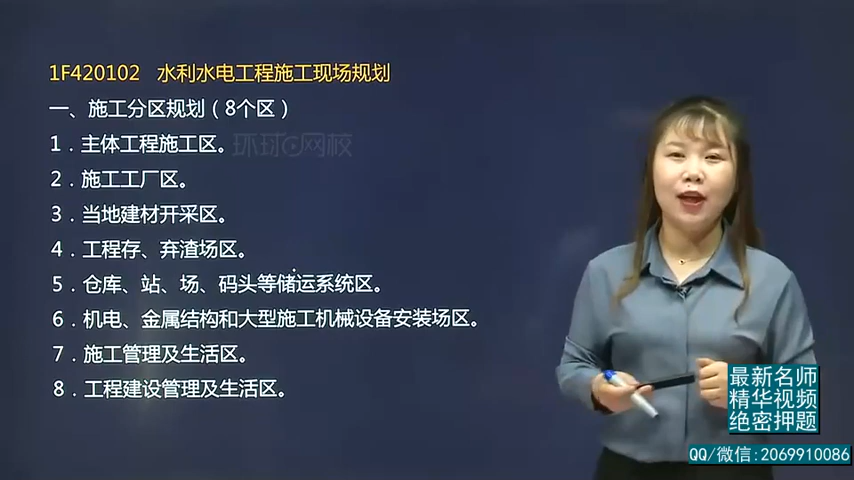 1F420102 水利水电工程施工现场规划
一、施工分区规划（8个区）
1．主体工程施工区。
环球网校
2．施工工厂区。
3．当地建材开采区。
4．工程存、弃渣场区。
5．仓库、站、场、码头等储运系统区。
6．机电、金属结构和大型施工机械设备安装场区。
7．施工管理及生活区。
8．工程建设管理及生活区。
最新名师
精华视频
绝密押题
QQ/微信:2069910086